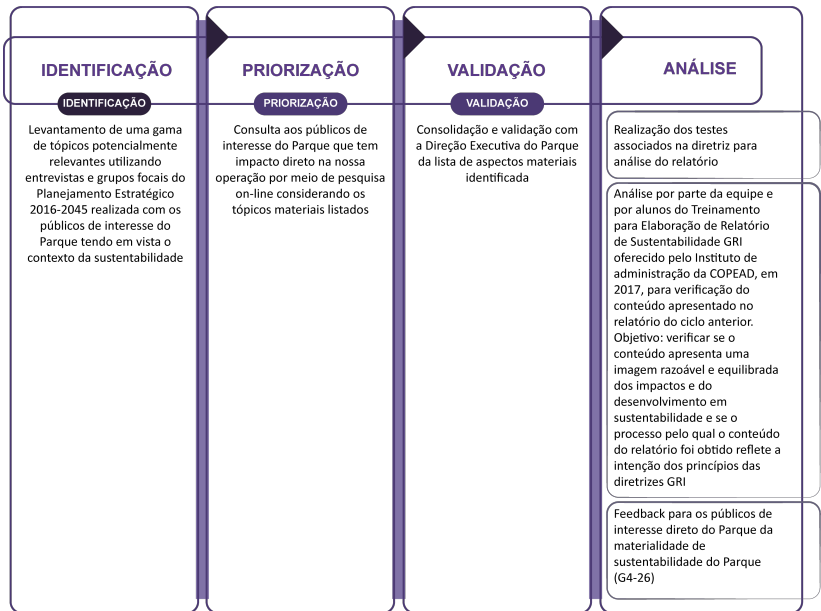 IDENTIFICAÇÃO
IDENTIFICAÇÃO
Levantamento de uma gama
de tópicos potencialmente
relevantes utilizando
entrevistas e grupos focais do
Planejamento Estratégico
2016-2045 realizada com os
públicos de interesse do
Parque tendo em vista o
contexto da sustentabilidade
PRIORIZAÇÃO
PRIORIZAÇÃO
Consulta aos públicos de
interesse do Parque que tem
impacto direto na nossa
operação por meio de pesquisa
on-line considerando os
tópicos materiais listados
VALIDAÇÃO
VALIDAÇÃO
Consolidação e validação com
a Direção Executiva do Parque
da lista de aspectos materiais
identificada
ANÁLISE
Realização dos testes
associados na diretriz para
análise do relatório
Análise por parte da equipe e
por alunos do Treinamento
para Elaboração de Relatório
de Sustentabilidade GRI
oferecido pelo Instituto de
administração da COPEAD, em
2017, para verificação do
conteúdo apresentado no
relatório do ciclo anterior.
Objetivo: verificar se o
conteúdo apresenta uma
imagem razoável e equilibrada
dos impactos e do
desenvolvimento em
sustentabilidade e se o
processo pelo qual o conteúdo
do relatório foi obtido reflete a
intenção dos princípios das
diretrizes GRI
Feedback para os públicos de
interesse direto do Parque da
materialidade de
sustentabilidade do Parque
(G4-26)